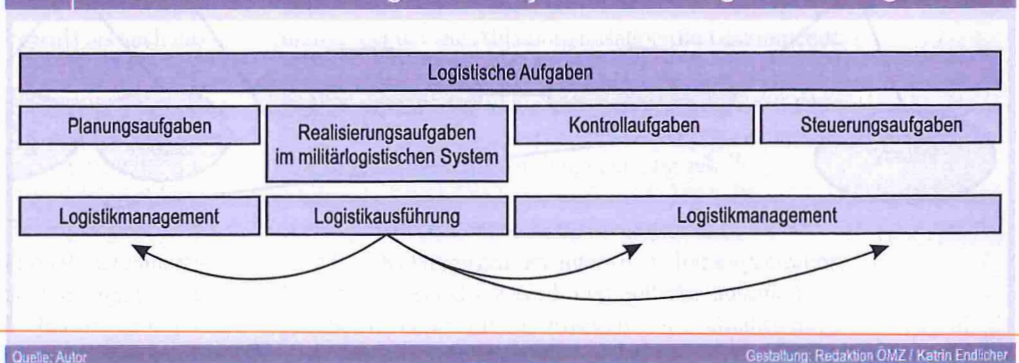 Logistische Aufgaben
Planungsaufgaben
Realisierungsaufgaben
im militärlogistischen System
Kontrollaufgaben
Steuerungsaufgaben
Logistikmanagement
Logistikausführung
Logistikmanagement
Quelle: Autor
Gestaltung: Redaktion ÖMZ / Katrin Endlicher